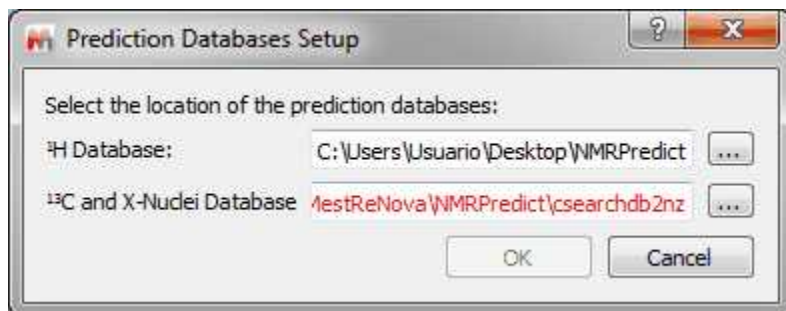 Prediction Databases Setup
?
X
Select the location of the prediction databases:
¹H Database:
C:\Users\Usuario\Desktop\NMRPredict
...
¹³C and X-Nuclei Database
MestReNova\NMRPredict\csearchdb2nz
...
OK
Cancel